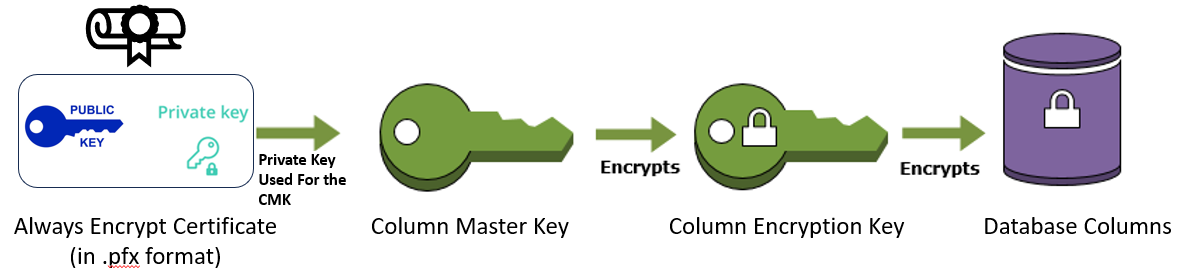 PUBLIC
KEY
Private key
Private Key
Used For the
CMK
Encrypts
Encrypts
Always Encrypt Certificate
(in .pfx format)
Column Master Key
Column Encryption Key
Database Columns